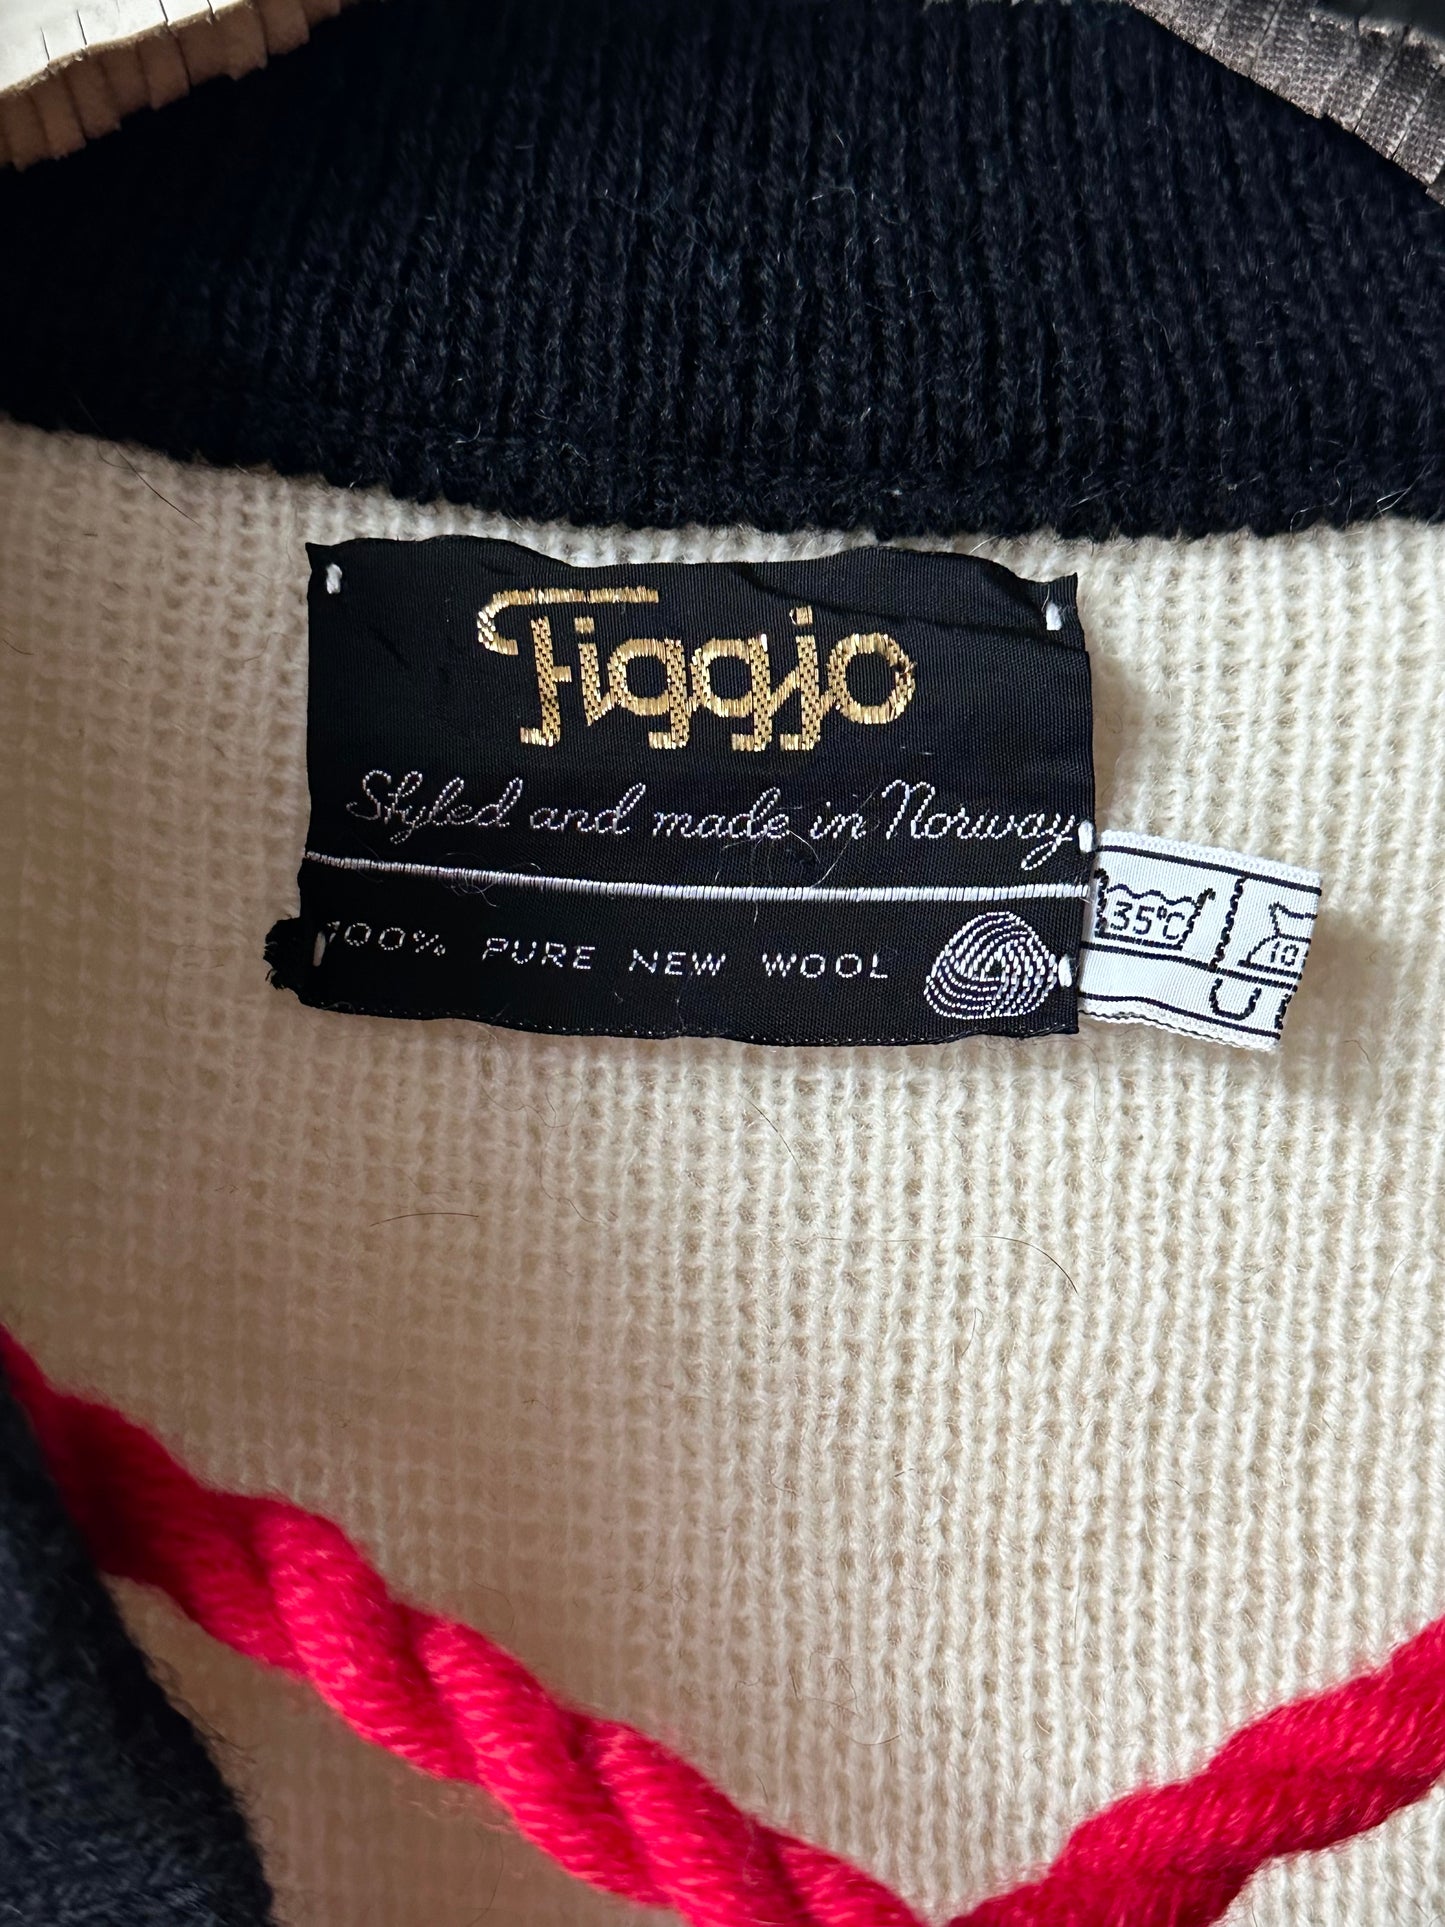 Figgjo
Styled and made in Norway
100% PURE NEW WOOL
35°C